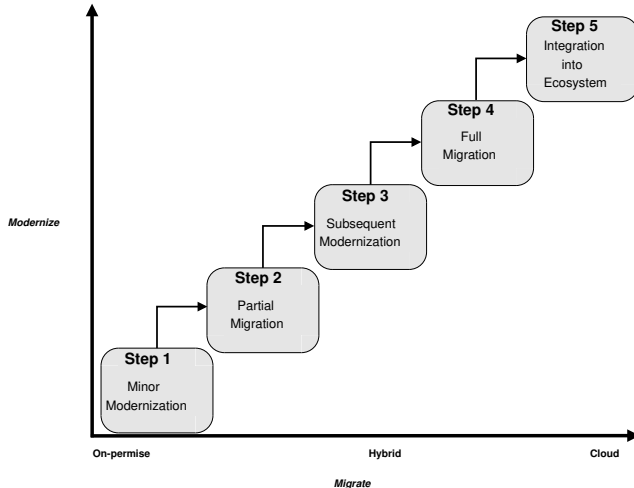 Step 5
Integration
into
Ecosystem
Step 4
Full
Migration
Step 3
Subsequent
Modernization
Modernize
Step 2
Partial
Migration
Step 1
Minor
Modernization
On-permise
Hybrid
Cloud
Migrate